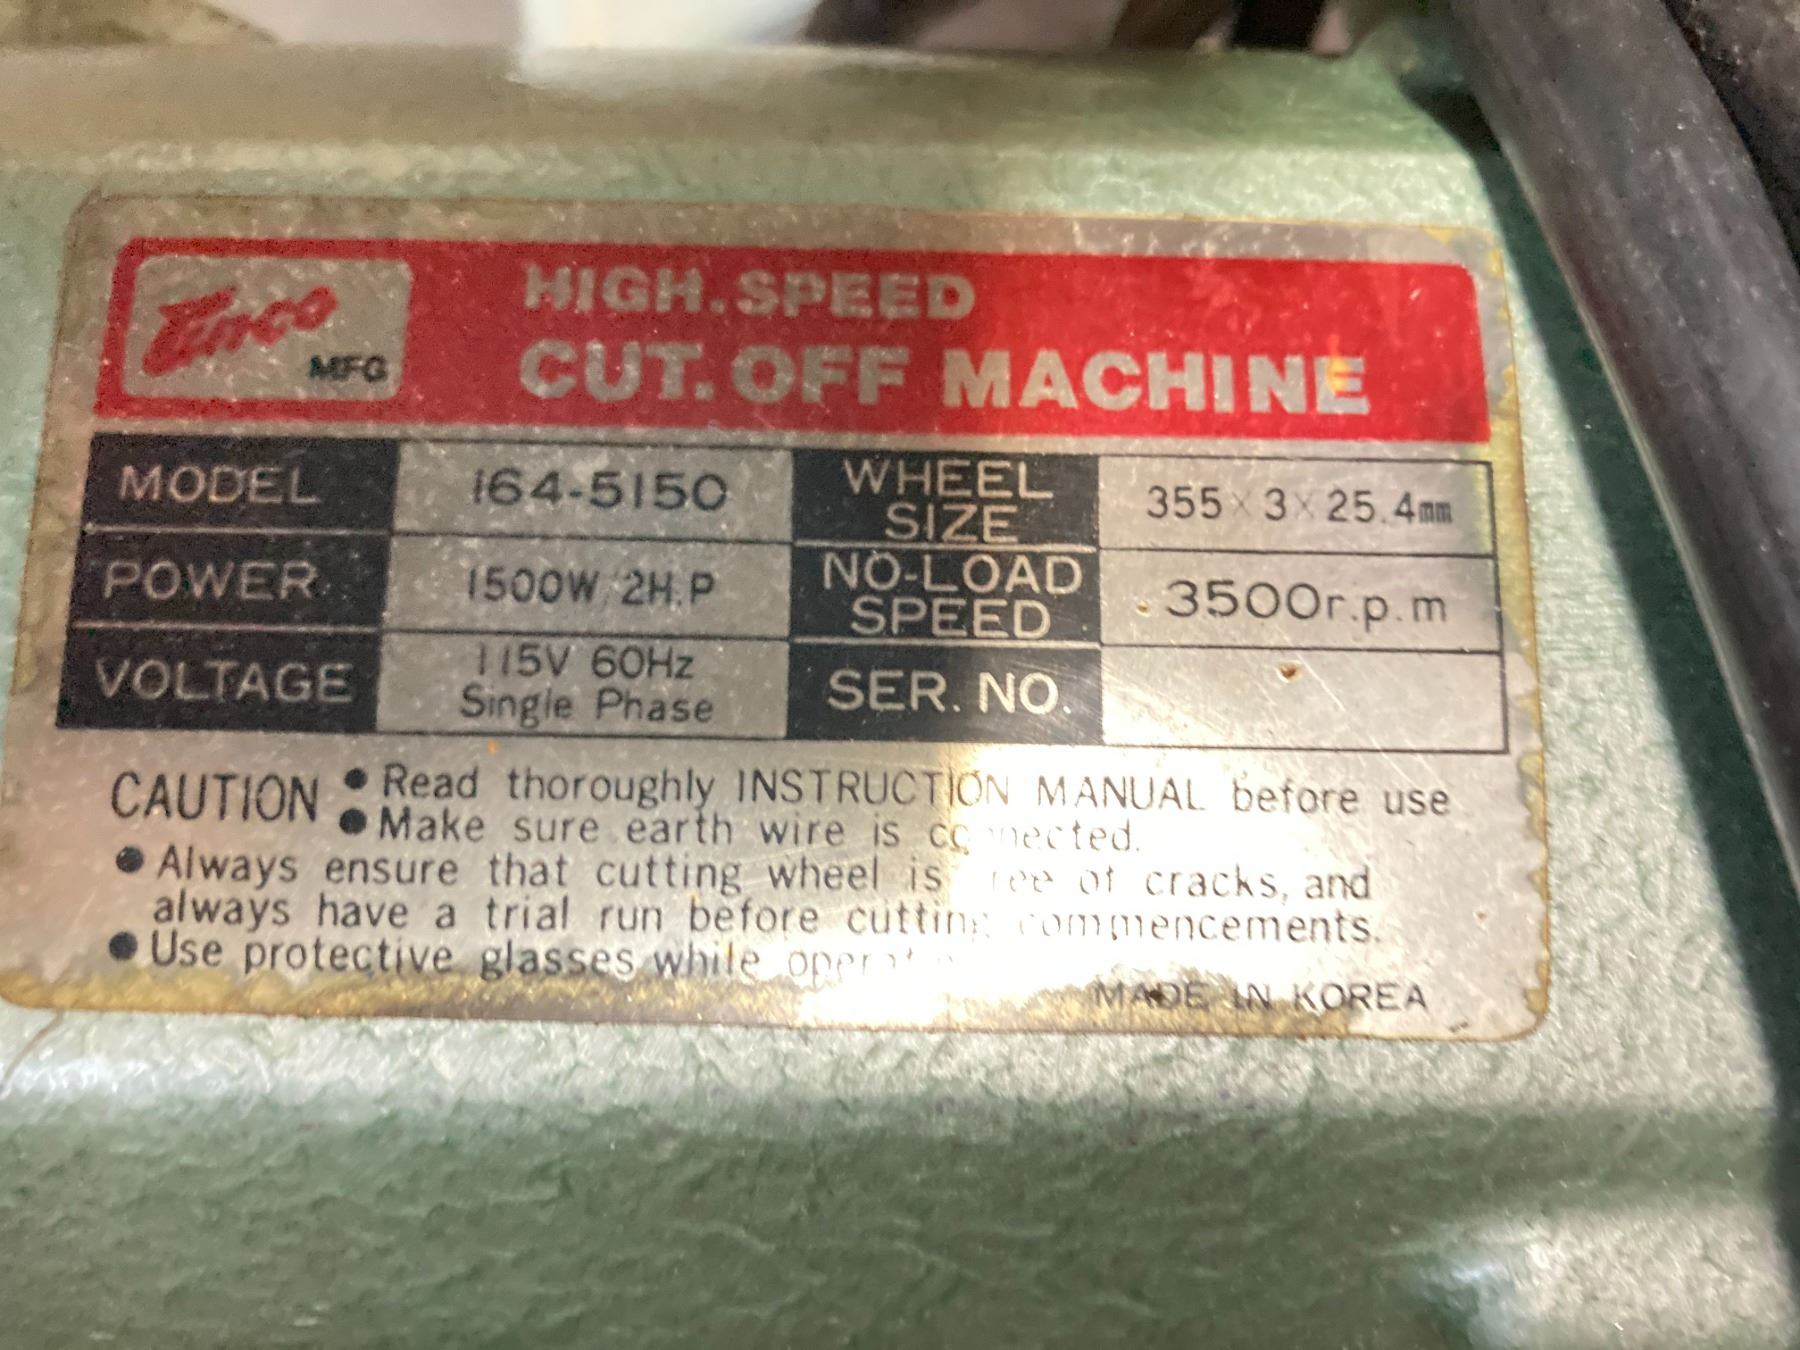 Enco
MFG
HIGH.SPEED
CUT.OFF MACHINE
MODEL 164-5150 WHEEL SIZE 355×3×25.4mm
POWER 1500W/2H.P NO-LOAD SPEED 3500r.p.m
VOLTAGE 115V 60Hz Single Phase SER. NO.
CAUTION ● Read thoroughly INSTRUCTION MANUAL before use
● Make sure earth wire is connected.
● Always ensure that cutting wheel is free of cracks, and
always have a trial run before cutting commencements.
● Use protective glasses while
MADE IN KOREA